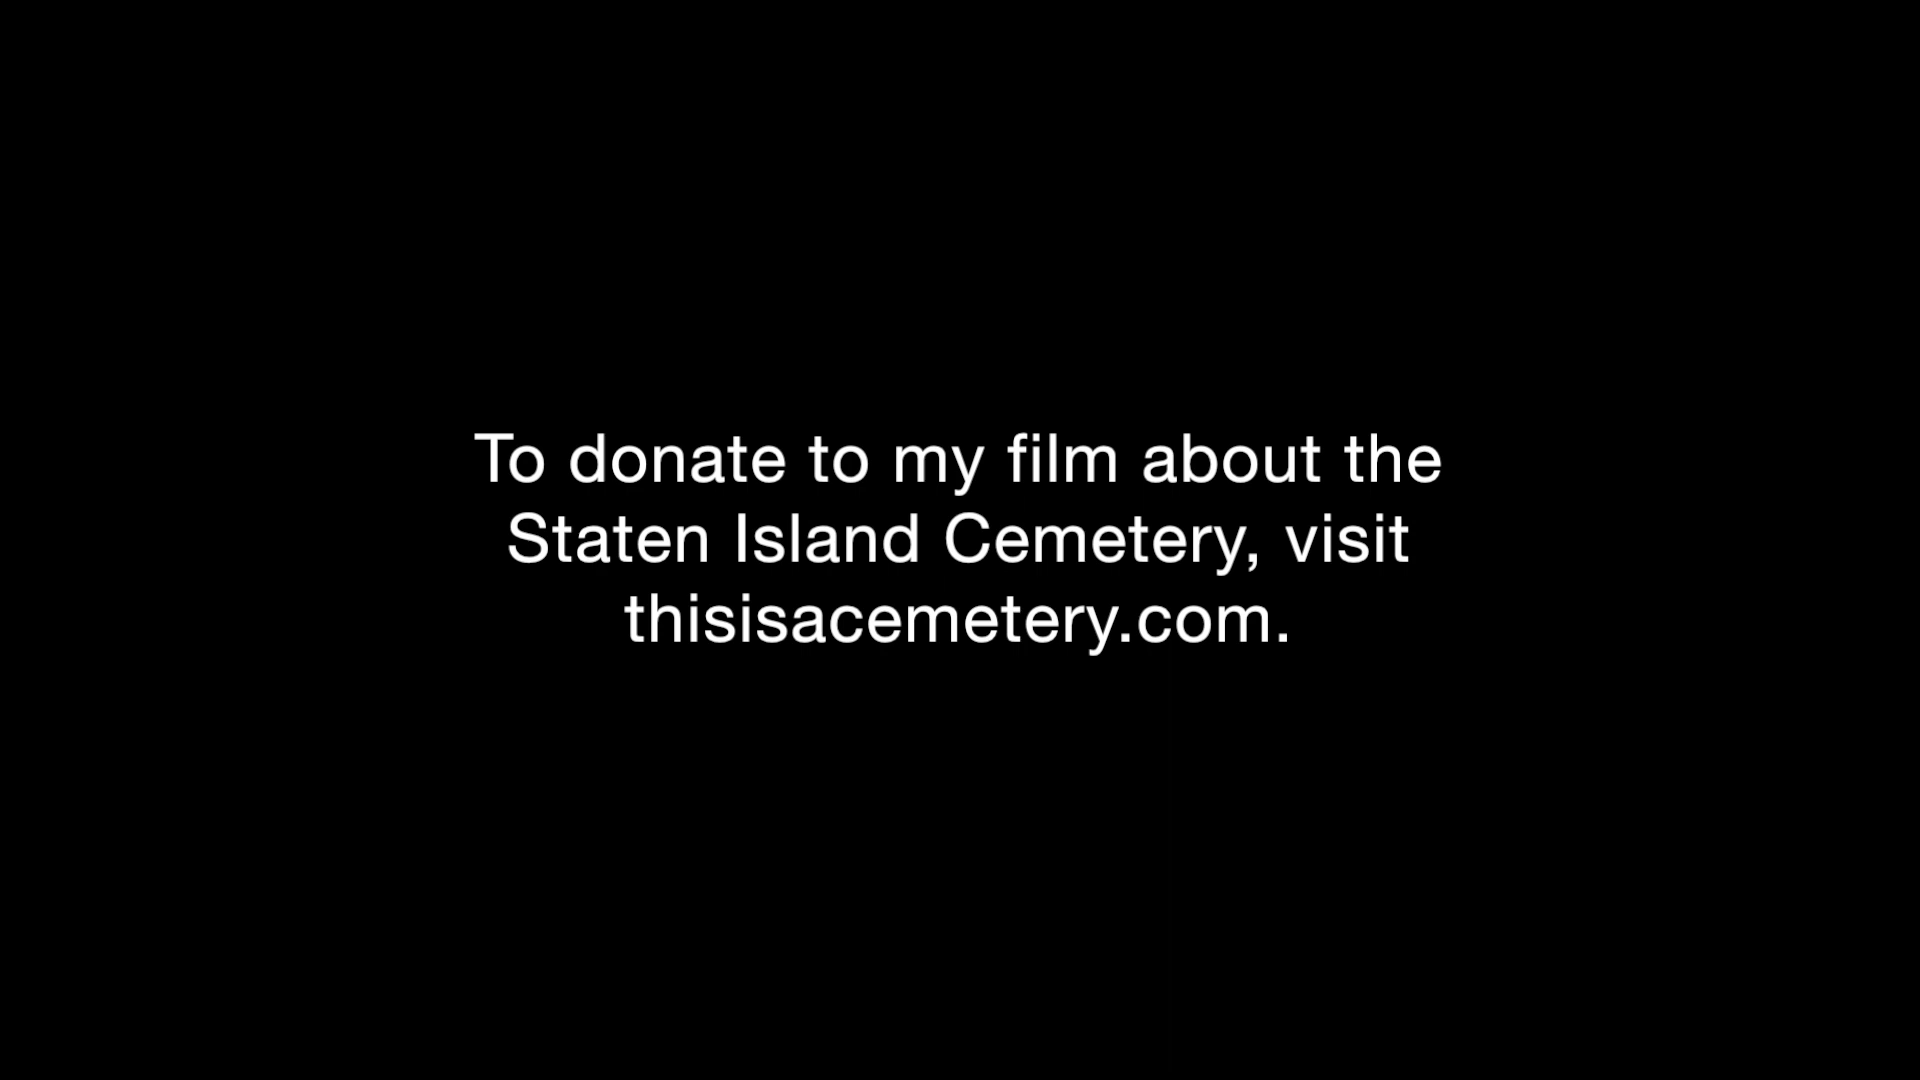 To donate to my film about the
Staten Island Cemetery, visit
thisisacemetery.com.